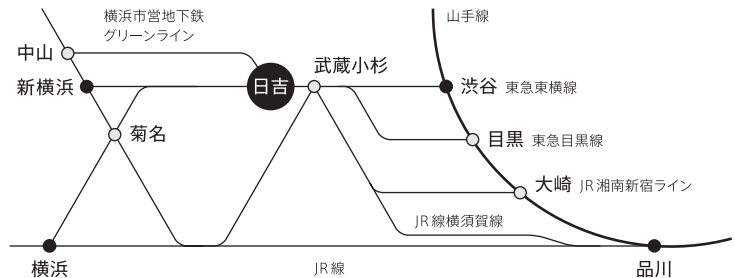 横浜市営地下鉄
グリーンライン
山手線
中山
武蔵小杉
新横浜
日吉
渋谷 東急東横線
菊名
目黒 東急目黒線
大崎 JR湘南新宿ライン
JR線横須賀線
横浜
JR線
品川